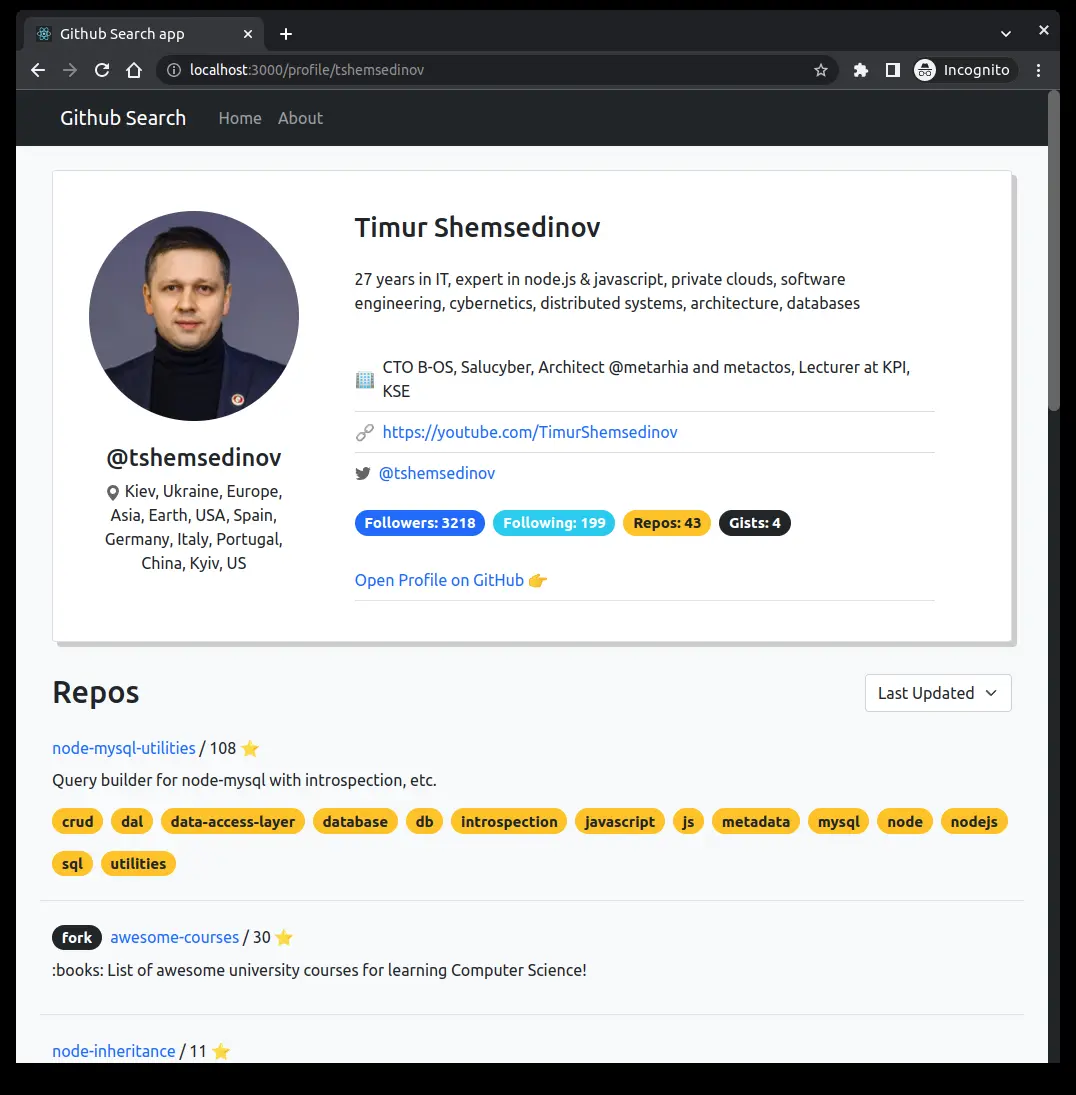 Github Search app
localhost:3000/profile/tshemsedinov
Incognito
Github Search Home About
Timur Shemsedinov
27 years in IT, expert in node.js & javascript, private clouds, software
engineering, cybernetics, distributed systems, architecture, databases
CTO B-OS, Salucyber, Architect @metarhia and metactos, Lecturer at KPI,
KSE
https://youtube.com/TimurShemsedinov
@tshemsedinov
Followers: 3218 Following: 199 Repos: 43 Gists: 4
Open Profile on GitHub 👉
@tshemsedinov
Kiev, Ukraine, Europe,
Asia, Earth, USA, Spain,
Germany, Italy, Portugal,
China, Kyiv, US
Repos
Last Updated
node-mysql-utilities / 108 ⭐
Query builder for node-mysql with introspection, etc.
crud dal data-access-layer database db introspection javascript js metadata mysql node nodejs
sql utilities
fork awesome-courses / 30 ⭐
:books: List of awesome university courses for learning Computer Science!
node-inheritance / 11 ⭐